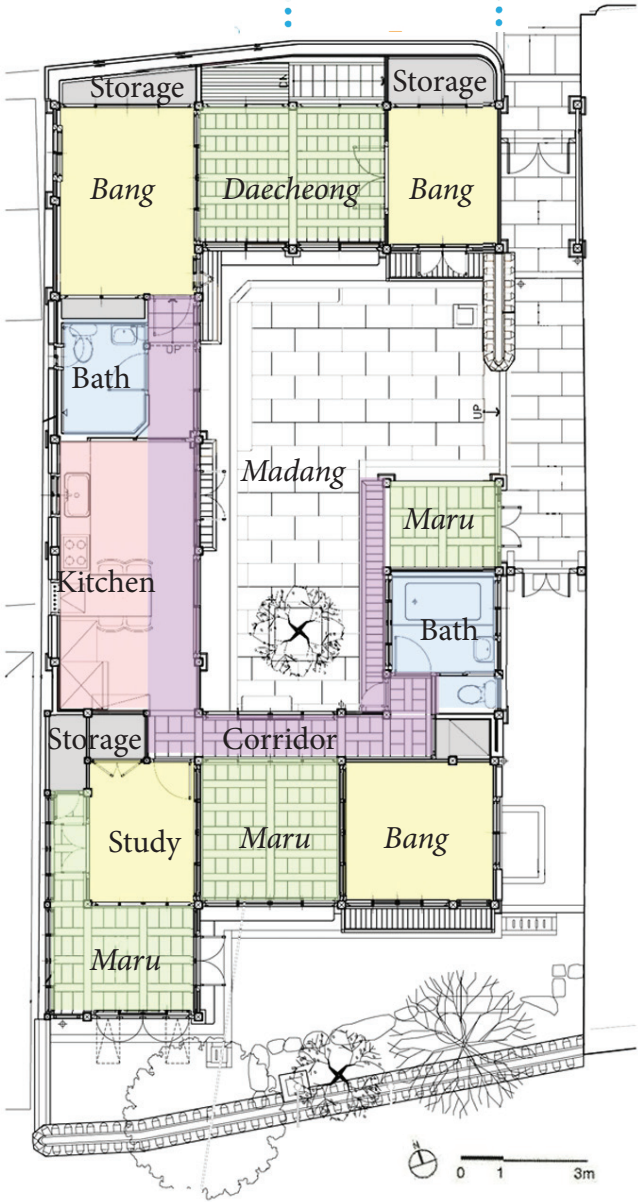 Storage
Storage
Bang
Daecheong
Bang
UP
Bath
UP
Madang
Maru
Kitchen
Bath
Storage
Corridor
Study
Maru
Bang
Maru
N
0 1 3m